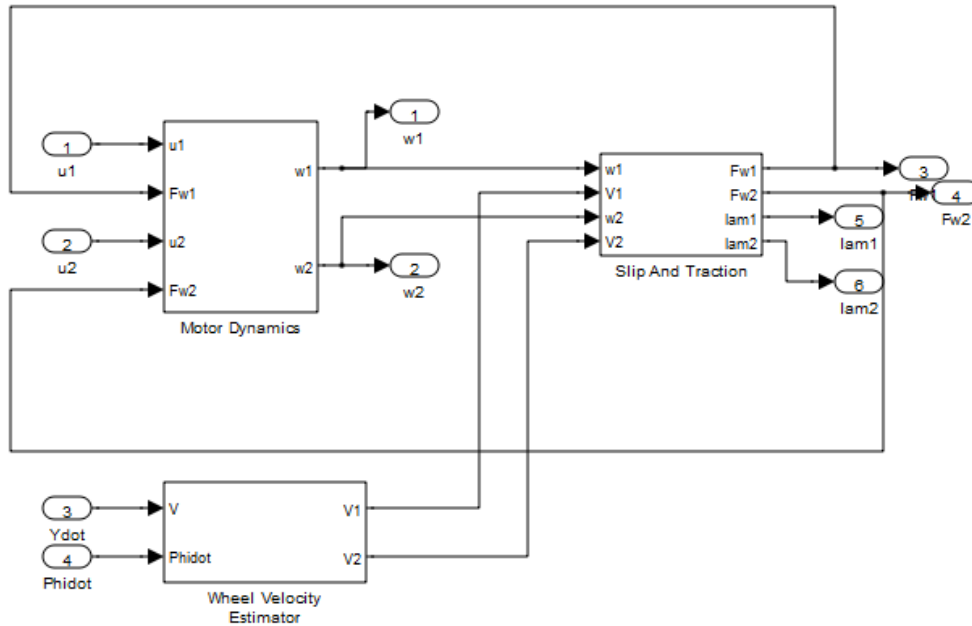 1
u1
2
u2
u1
Fw1
u2
Fw2
w1
w2
Motor Dynamics
1
w1
2
w2
w1
V1
w2
V2
Fw1
Fw2
lam1
lam2
Slip And Traction
3
4
Fw2
5
lam1
6
lam2
3
Ydot
4
Phidot
V
Phidot
V1
V2
Wheel Velocity
Estimator